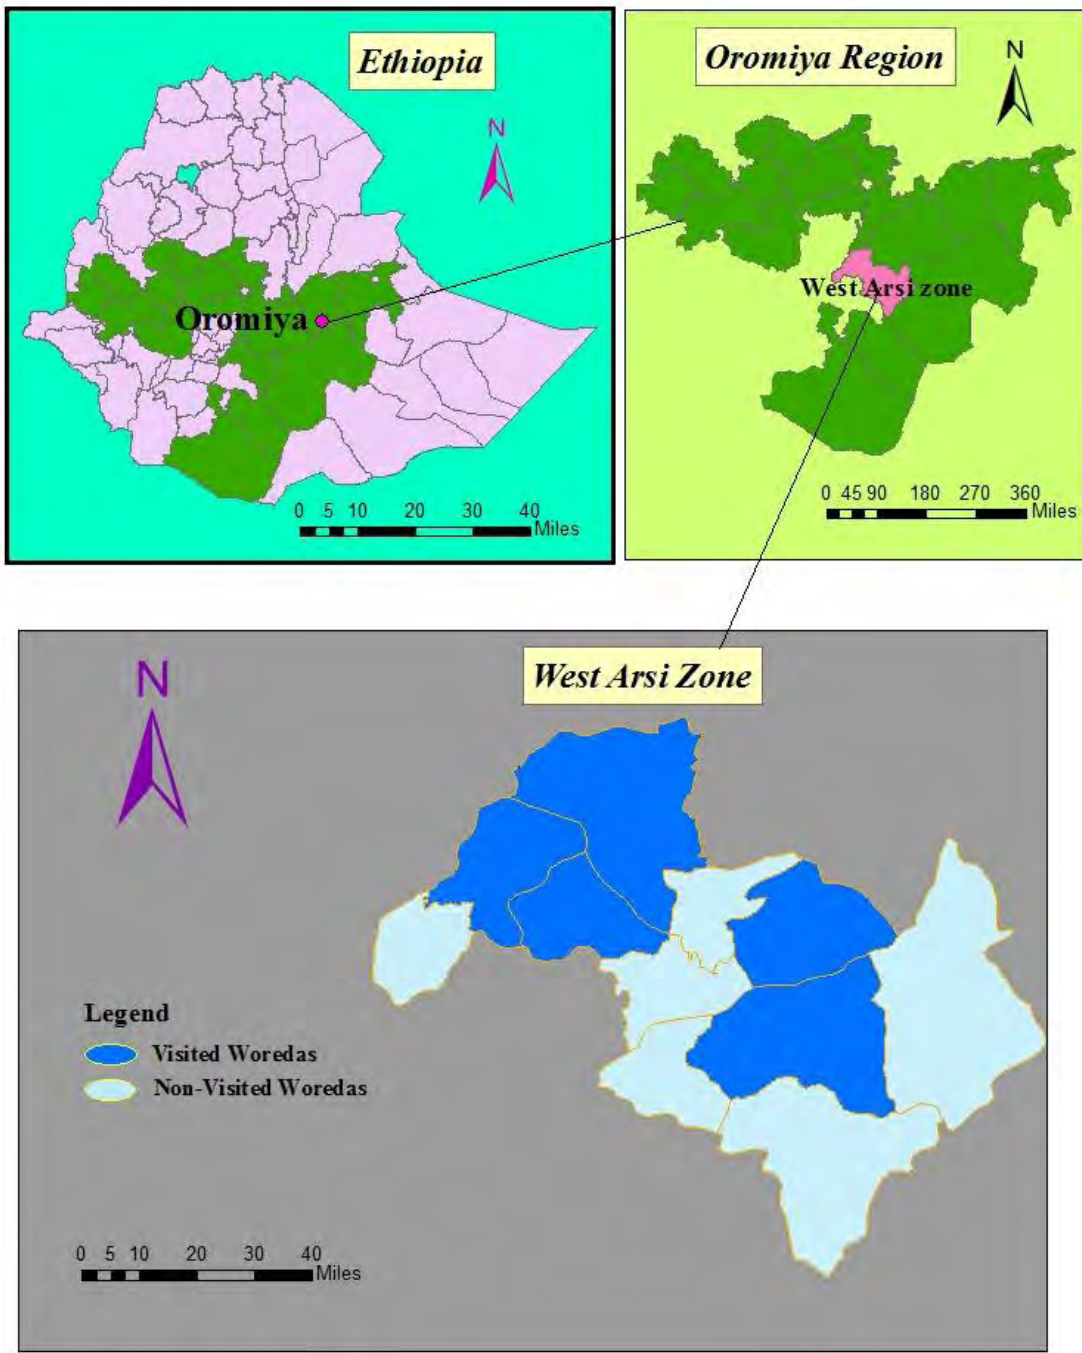 Ethiopia
N
Oromiya
0 5 10 20 30 40
Miles
Oromiya Region
N
West Arsi zone
0 45 90 180 270 360
Miles
West Arsi Zone
N
Legend
Visited Woredas
Non-Visited Woredas
0 5 10 20 30 40
Miles